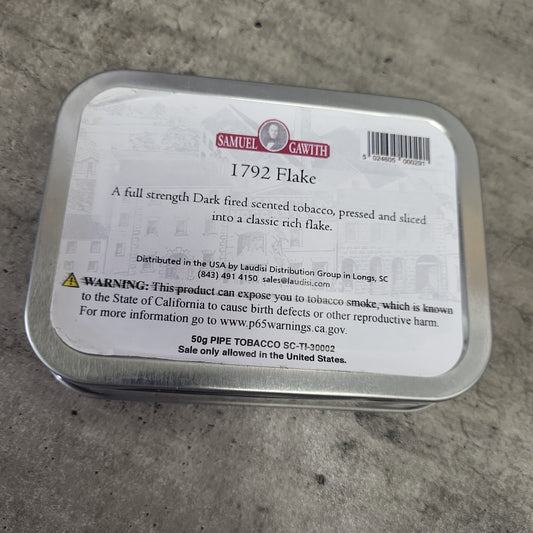 SAMUEL GAWITH
5 024605 000291
1792 Flake
A full strength Dark fired scented tobacco, pressed and sliced
into a classic rich flake.
Distributed in the USA by Laudisi Distribution Group in Longs, SC
(843) 491 4150 sales@laudisi.com
WARNING: This product can expose you to tobacco smoke, which is known
to the State of California to cause birth defects or other reproductive harm.
For more information go to www.p65warnings.ca.gov.
50g PIPE TOBACCO SC-TI-30002
Sale only allowed in the United States.